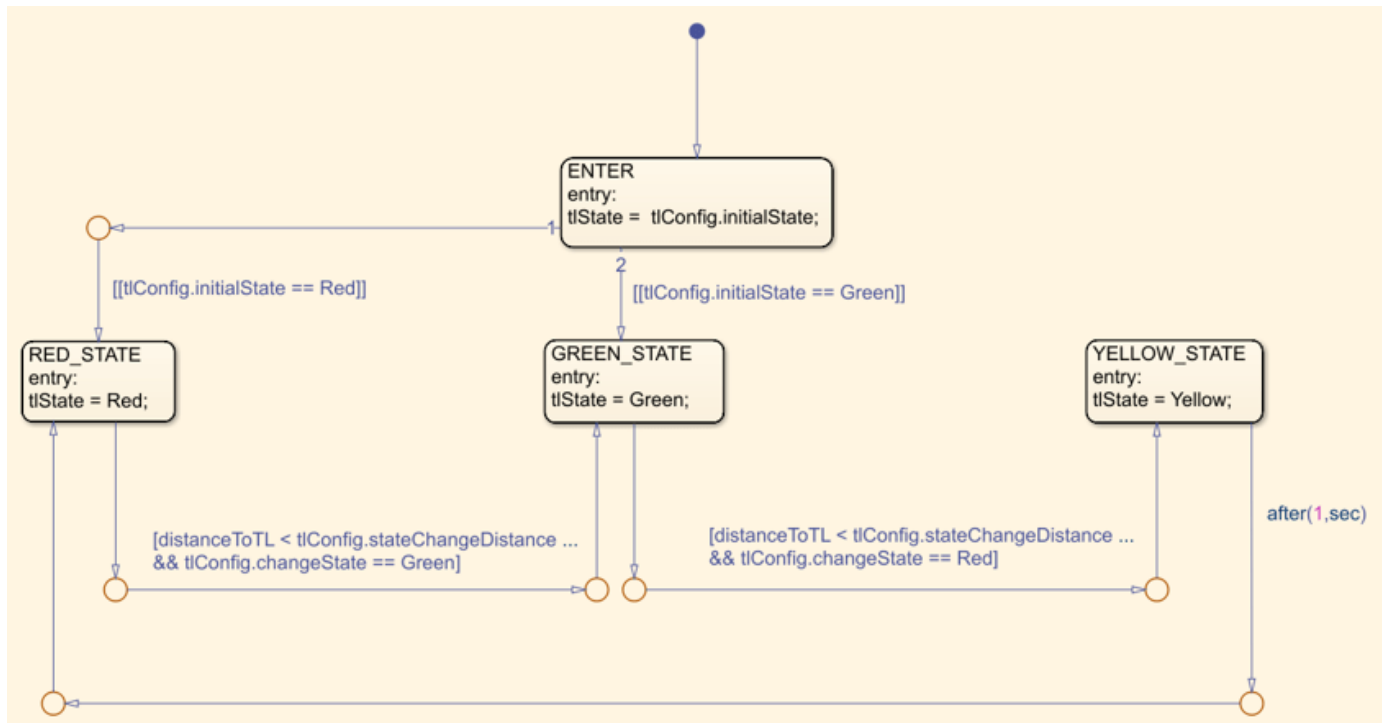 ENTER
entry:
tlState =  tlConfig.initialState;
1
2
[[tlConfig.initialState == Red]]
[[tlConfig.initialState == Green]]
RED_STATE
entry:
tlState = Red;
GREEN_STATE
entry:
tlState = Green;
YELLOW_STATE
entry:
tlState = Yellow;
[distanceToTL < tlConfig.stateChangeDistance ...
&& tlConfig.changeState == Green]
[distanceToTL < tlConfig.stateChangeDistance ...
&& tlConfig.changeState == Red]
after(1,sec)